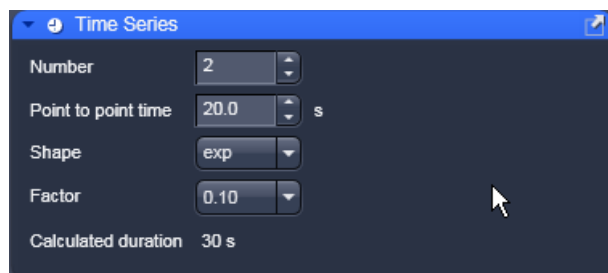 Time Series
Number 2
Point to point time 20.0 s
Shape exp
Factor 0.10
Calculated duration 30 s